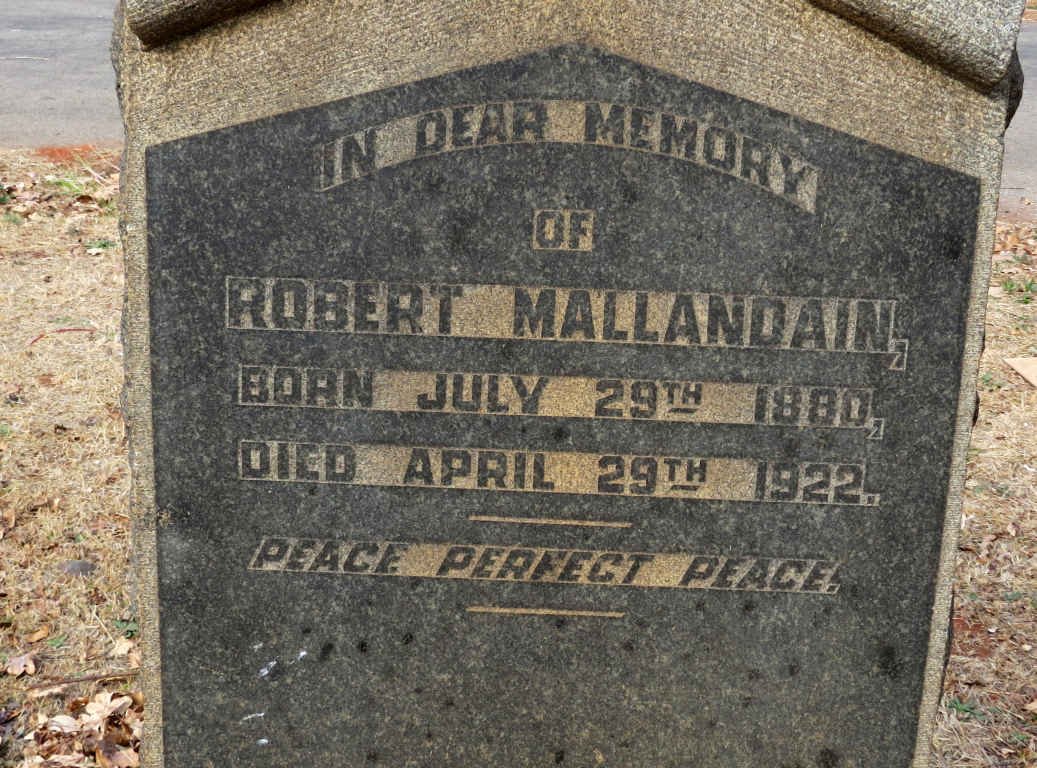 IN DEAR MEMORY
OF
ROBERT MALLANDAIN,
BORN JULY 29TH 1880,
DIED APRIL 29TH 1922.
PEACE PERFECT PEACE.